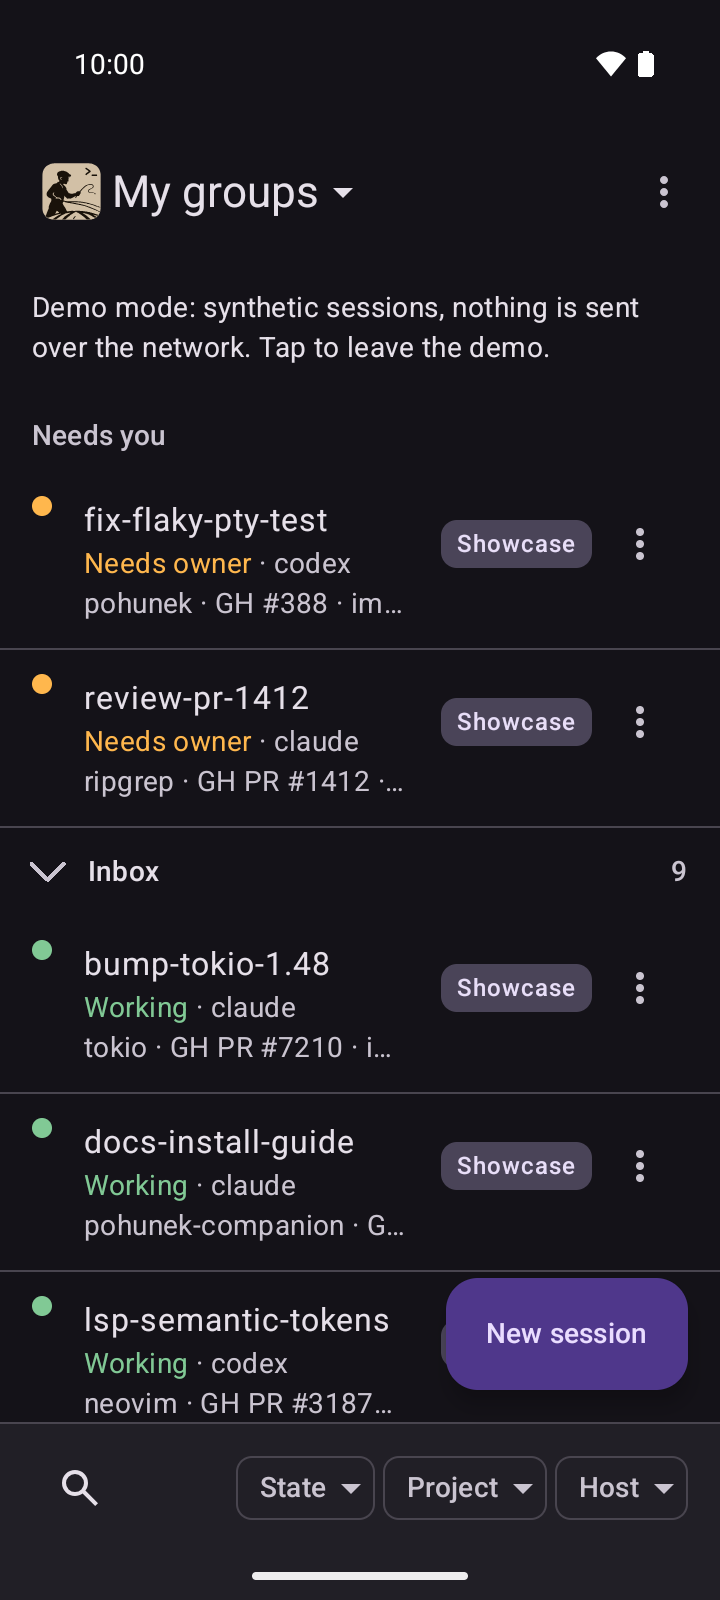 10:00
My groups
Demo mode: synthetic sessions, nothing is sent
over the network. Tap to leave the demo.
Needs you
fix-flaky-pty-test
Showcase
Needs owner · codex
pohunek · GH #388 · im…
review-pr-1412
Showcase
Needs owner · claude
ripgrep · GH PR #1412 ·…
Inbox 9
bump-tokio-1.48
Showcase
Working · claude
tokio · GH PR #7210 · i…
docs-install-guide
Showcase
Working · claude
pohunek-companion · G…
lsp-semantic-tokens
New session
Working · codex
neovim · GH PR #3187…
State Project Host